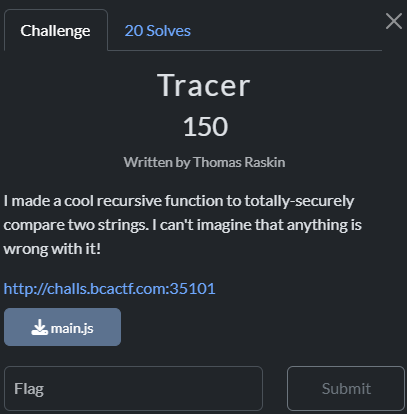 Challenge
20 Solves
Tracer
150
Written by Thomas Raskin
I made a cool recursive function to totally-securely
compare two strings. I can't imagine that anything is
wrong with it!
http://challs.bcactf.com:35101
main.js
Flag
Submit